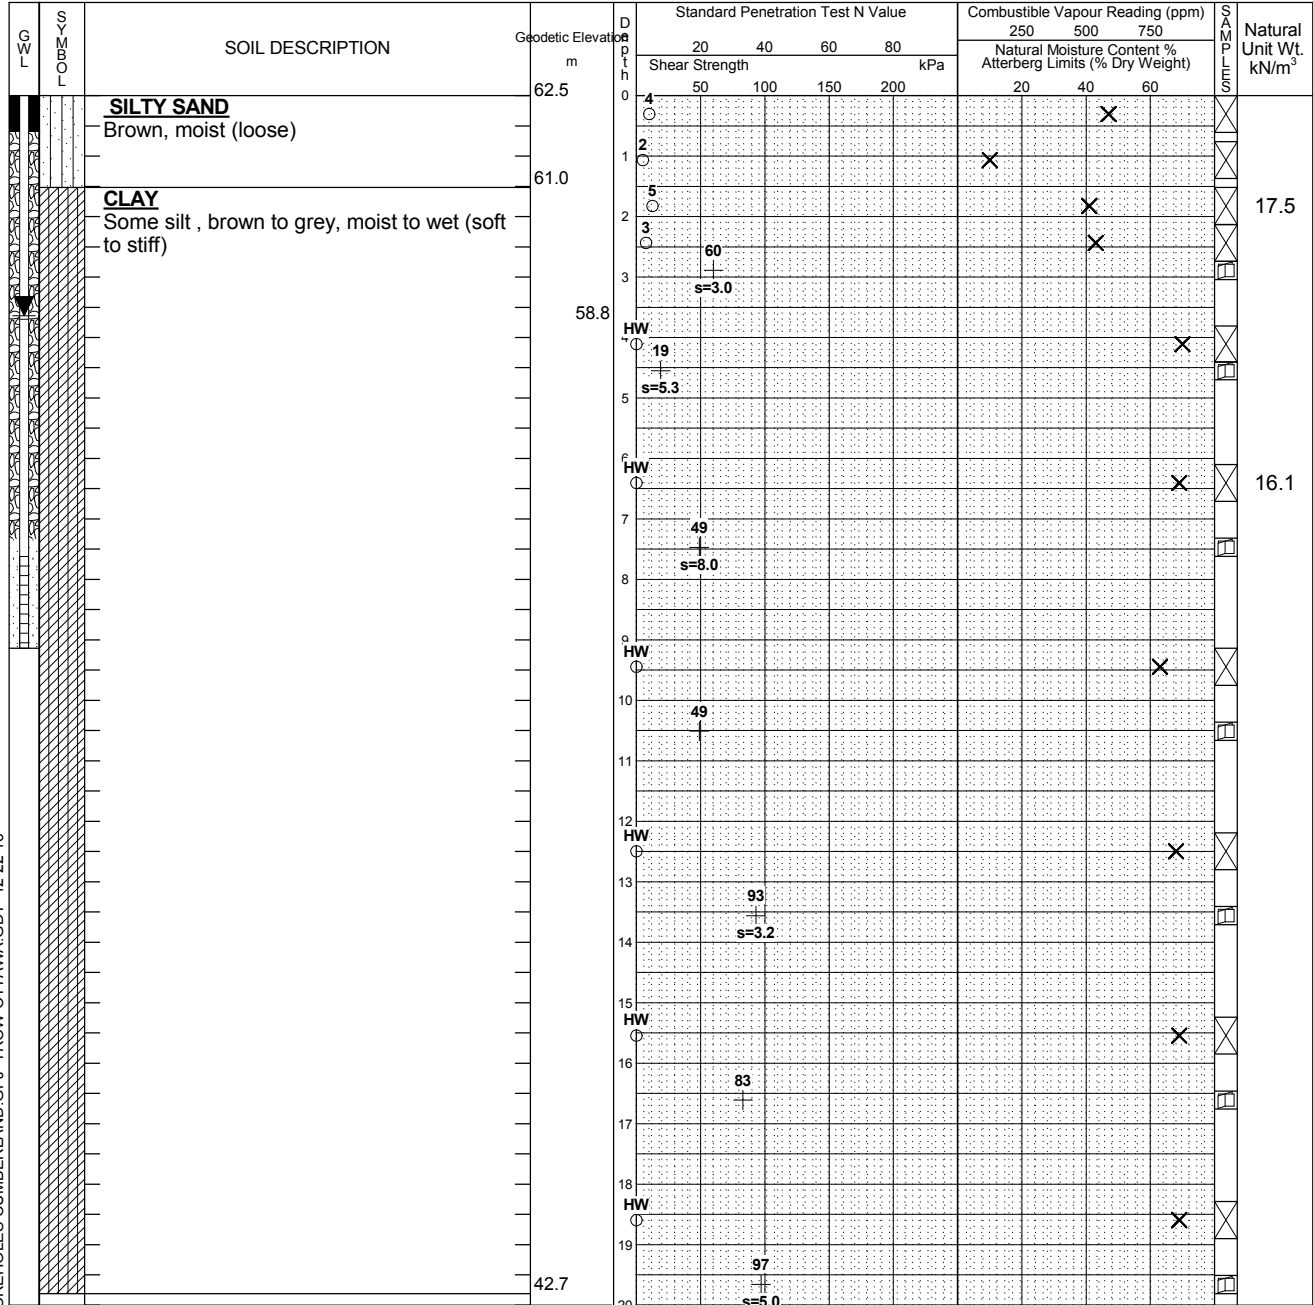 GWL
SYMBOL
SOIL DESCRIPTION
Geodetic Elevation
m
Depth
Standard Penetration Test N Value
20 40 60 80
Shear Strength kPa
50 100 150 200
Combustible Vapour Reading (ppm)
250 500 750
Natural Moisture Content %
Atterberg Limits (% Dry Weight)
20 40 60
SAMPLES
Natural
Unit Wt.
kN/m³
62.5
0
SILTY SAND
Brown, moist (loose)
4
2
1
61.0
CLAY
Some silt , brown to grey, moist to wet (soft
to stiff)
5
17.5
2
3
60
3
s=3.0
58.8
HW
4
19
s=5.3
5
6
HW
16.1
7
49
s=8.0
8
9
HW
10
49
11
12
HW
13
93
s=3.2
14
15
HW
16
83
17
18
HW
19
97
42.7
s=5.0
20